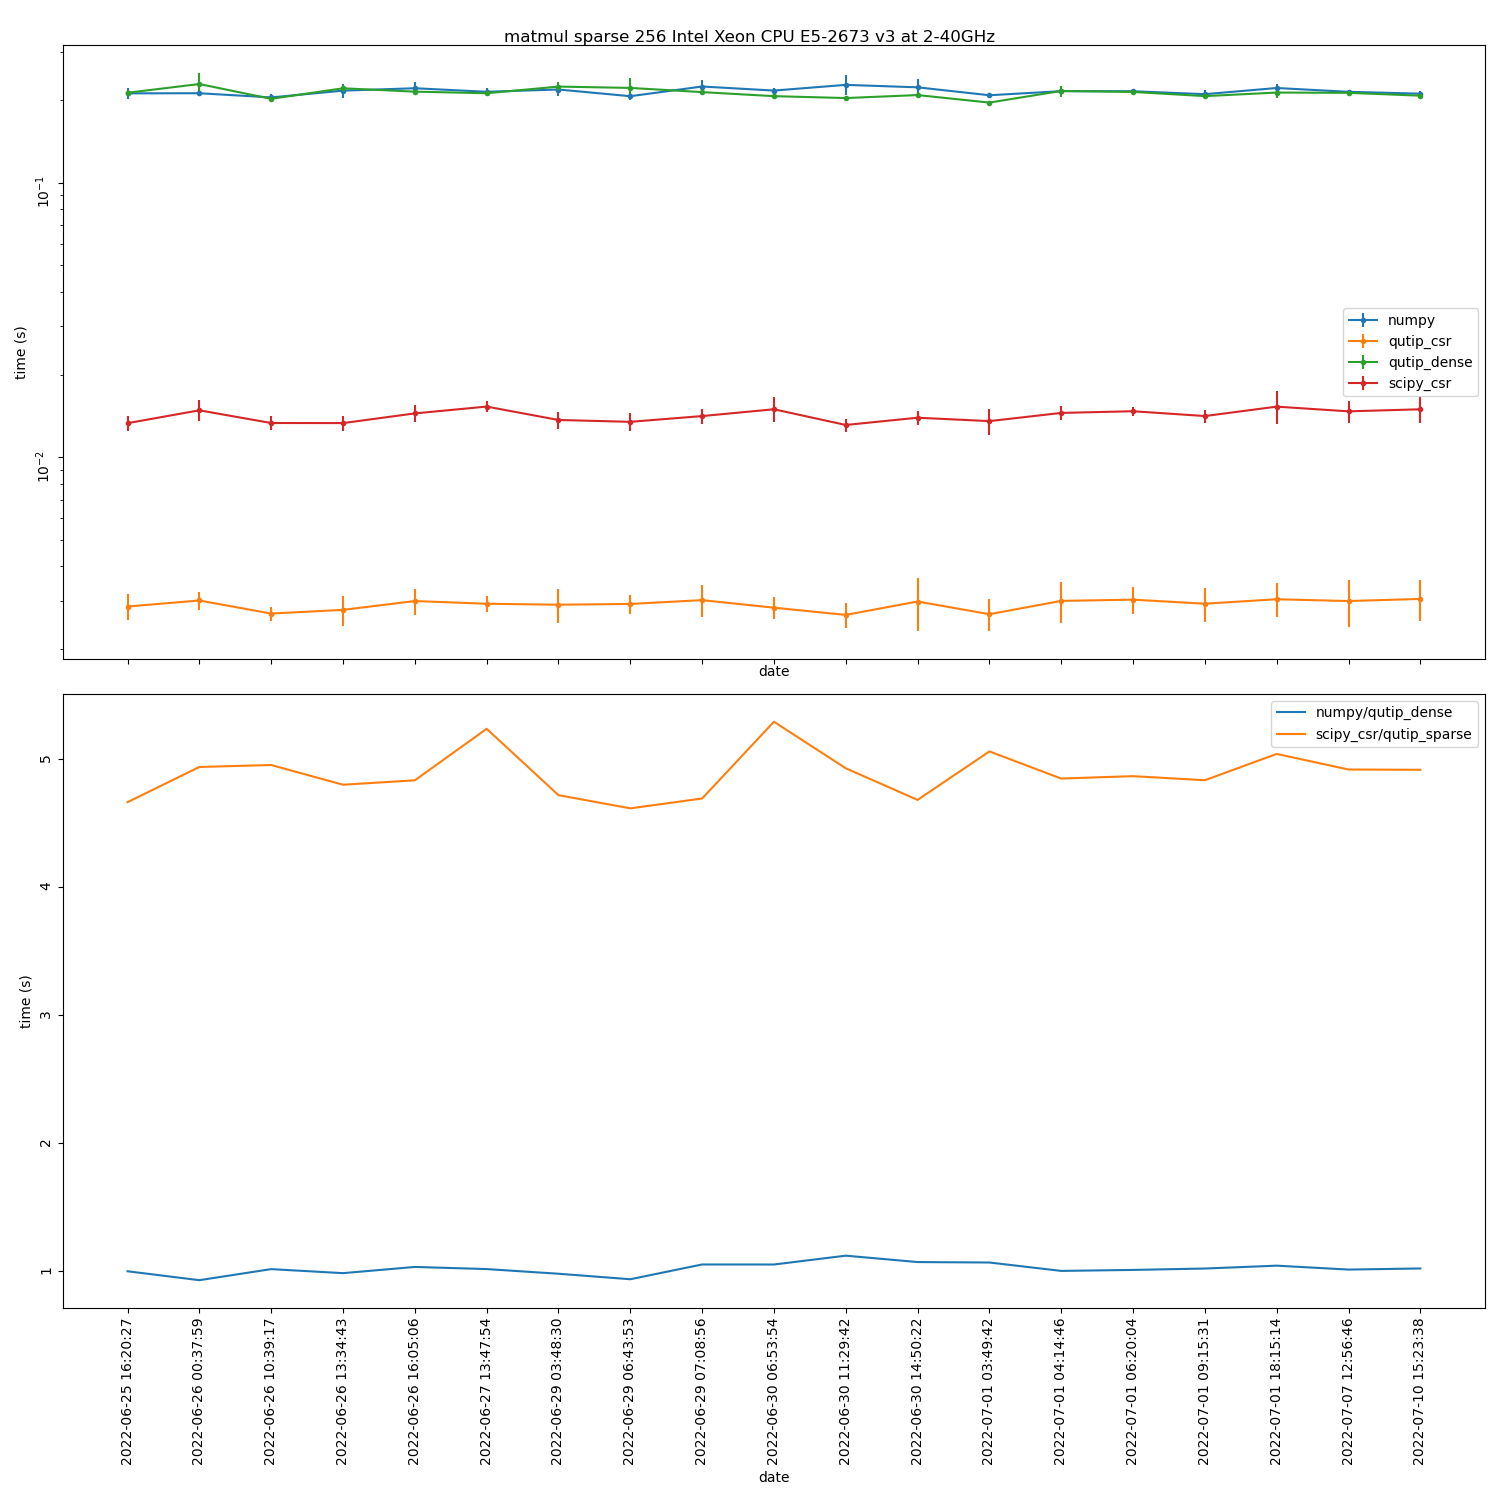 matmul sparse 256 Intel Xeon CPU E5-2673 v3 at 2-40GHz
time (s)
10⁻¹
10⁻²
numpy
qutip_csr
qutip_dense
scipy_csr
date
time (s)
5
4
3
2
1
numpy/qutip_dense
scipy_csr/qutip_sparse
2022-06-25 16:20:27
2022-06-26 00:37:59
2022-06-26 10:39:17
2022-06-26 13:34:43
2022-06-26 16:05:06
2022-06-27 13:47:54
2022-06-29 03:48:30
2022-06-29 06:43:53
2022-06-29 07:08:56
2022-06-30 06:53:54
2022-06-30 11:29:42
2022-06-30 14:50:22
2022-07-01 03:49:42
2022-07-01 04:14:46
2022-07-01 06:20:04
2022-07-01 09:15:31
2022-07-01 18:15:14
2022-07-07 12:56:46
2022-07-10 15:23:38
date